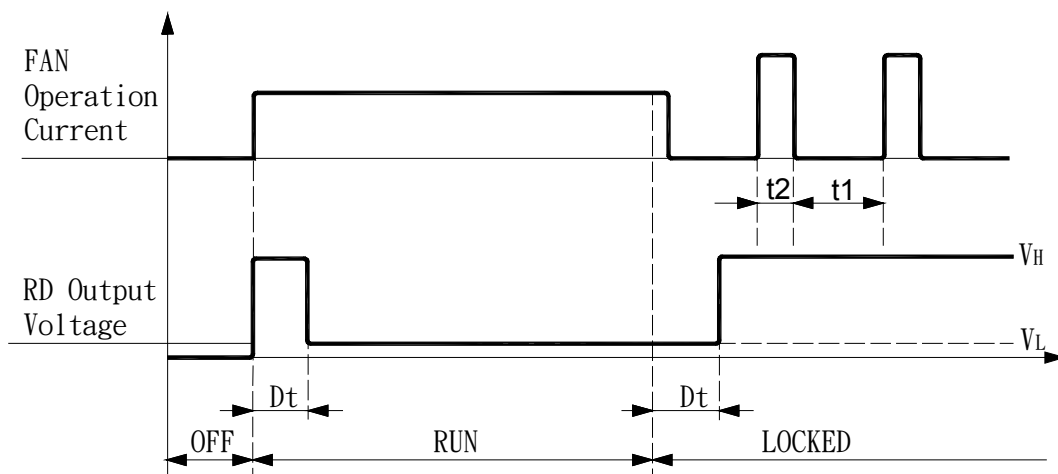 FAN
Operation
Current
t2
t1
VH
RD Output
Voltage
VL
Dt
Dt
OFF
RUN
LOCKED